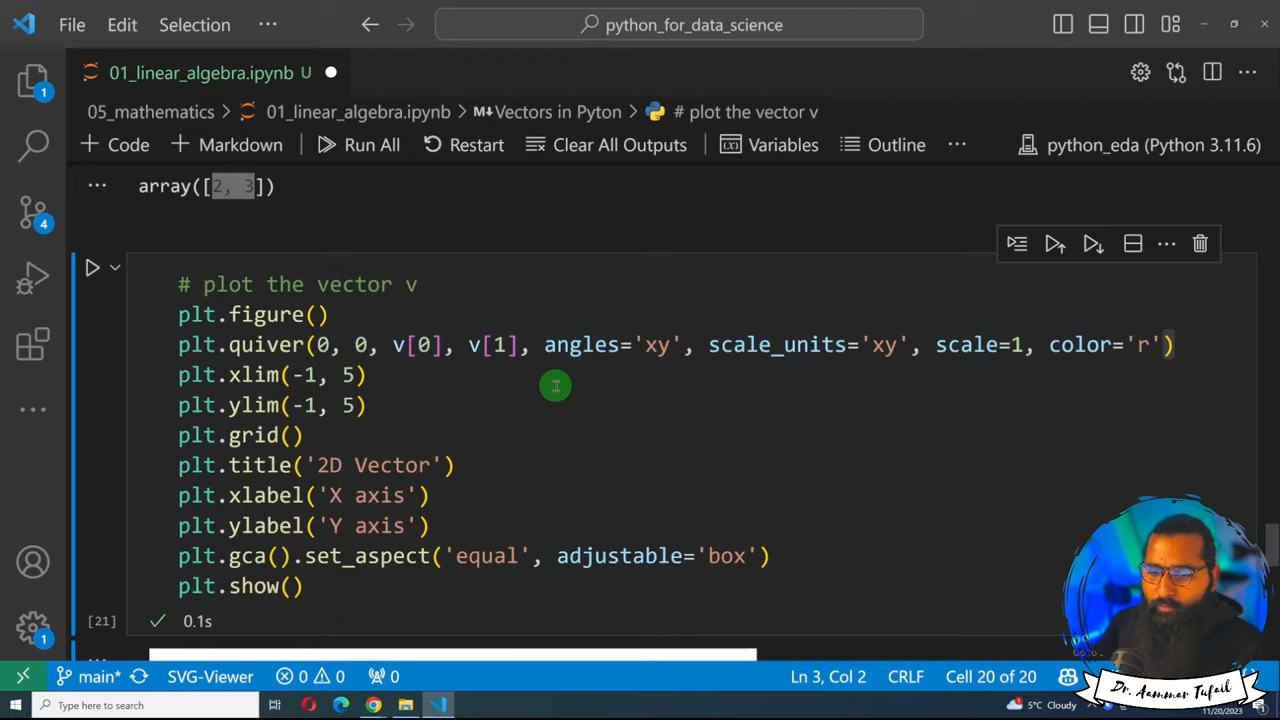 File Edit Selection ··· python_for_data_science
01_linear_algebra.ipynb U
05_mathematics > 01_linear_algebra.ipynb > M↓Vectors in Pyton > # plot the vector v
+ Code + Markdown Run All Restart Clear All Outputs Variables Outline ··· python_eda (Python 3.11.6)
1
4
1
··· array([2, 3])
# plot the vector v
plt.figure()
plt.quiver(0, 0, v[0], v[1], angles='xy', scale_units='xy', scale=1, color='r')
plt.xlim(-1, 5)
plt.ylim(-1, 5)
plt.grid()
plt.title('2D Vector')
plt.xlabel('X axis')
plt.ylabel('Y axis')
plt.gca().set_aspect('equal', adjustable='box')
plt.show()
[21] 0.1s
main* SVG-Viewer 0 0 0 Ln 3, Col 2 CRLF Cell 20 of 20
Dr. Aammar Tufail
Type here to search 5°C Cloudy 11/20/2023